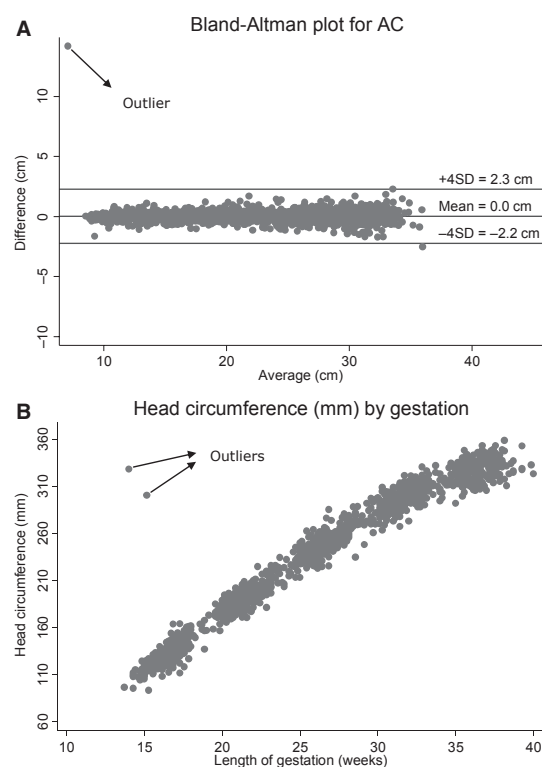 A
Bland-Altman plot for AC
Difference (cm)
10
5
0
−5
−10
Outlier
+4SD = 2.3 cm
Mean = 0.0 cm
−4SD = −2.2 cm
10 20 30 40
Average (cm)
B
Head circumference (mm) by gestation
Head circumference (mm)
360
310
260
210
160
110
60
Outliers
10 15 20 25 30 35 40
Length of gestation (weeks)